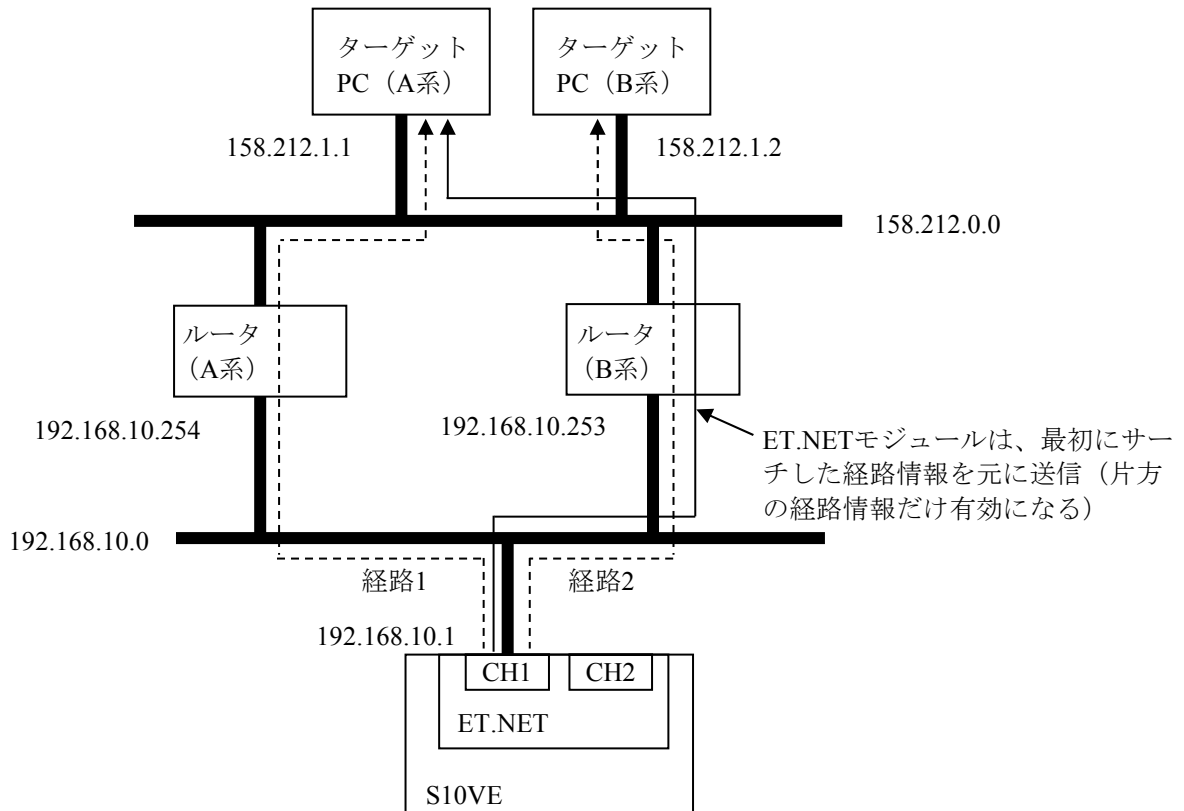 ターゲット
PC（A系）
ターゲット
PC（B系）
158.212.1.1
158.212.1.2
158.212.0.0
ルータ
（A系）
ルータ
（B系）
192.168.10.254
192.168.10.253
ET.NETモジュールは、最初にサー
チした経路情報を元に送信（片方
の経路情報だけ有効になる）
192.168.10.0
経路1
経路2
192.168.10.1
CH1
CH2
ET.NET
S10VE